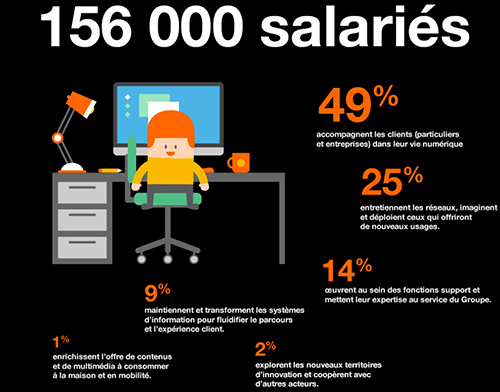 156 000 salariés
49%
accompagnent les clients (particuliers
et entreprises) dans leur vie numérique
25%
entretiennent les réseaux, imaginent
et déploient ceux qui offriront
de nouveaux usages.
14%
œuvrent au sein des fonctions support et
mettent leur expertise au service du Groupe.
9%
maintiennent et transforment les systèmes
d'information pour fluidifier le parcours
et l'expérience client.
1%
enrichissent l'offre de contenus
et de multimédia à consommer
à la maison et en mobilité.
2%
explorent les nouveaux territoires
d'innovation et coopèrent avec
d'autres acteurs.